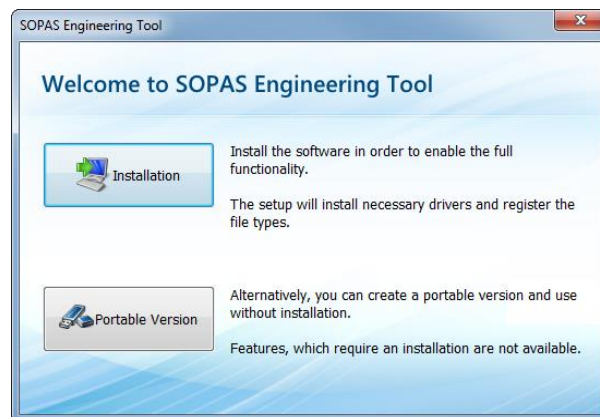 SOPAS Engineering Tool
Welcome to SOPAS Engineering Tool
Installation
Install the software in order to enable the full
functionality.
The setup will install necessary drivers and register the
file types.
Portable Version
Alternatively, you can create a portable version and use
without installation.
Features, which require an installation are not available.